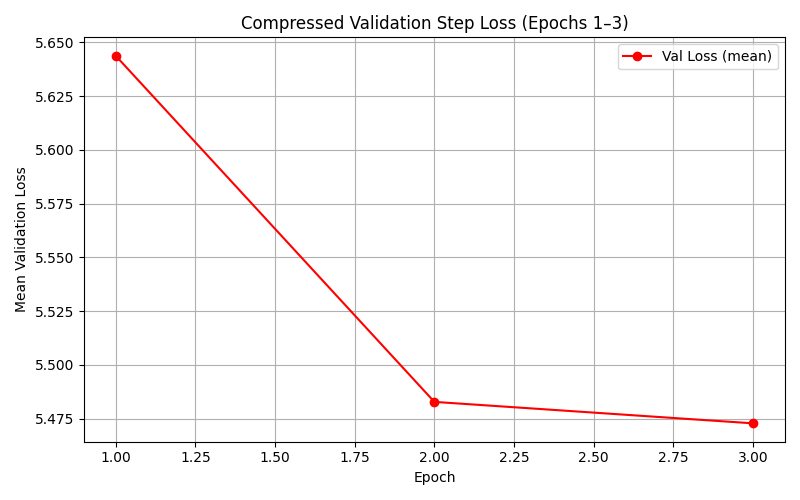 Compressed Validation Step Loss (Epochs 1–3)
Val Loss (mean)
Mean Validation Loss
5.650
5.625
5.600
5.575
5.550
5.525
5.500
5.475
1.00 1.25 1.50 1.75 2.00 2.25 2.50 2.75 3.00
Epoch